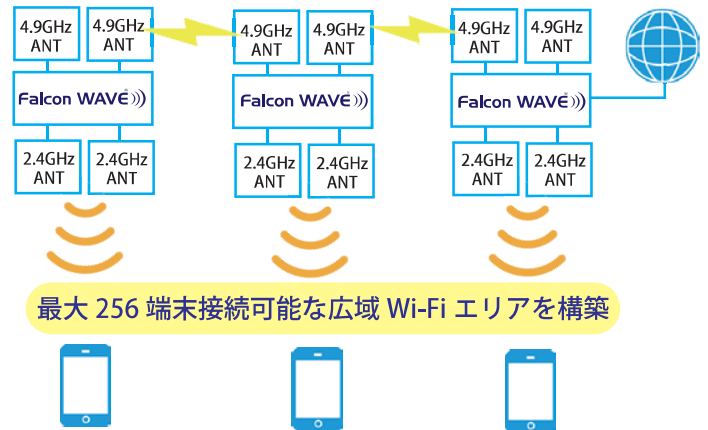 4.9GHz
ANT
4.9GHz
ANT
4.9GHz
ANT
4.9GHz
ANT
4.9GHz
ANT
4.9GHz
ANT
Falcon WAVE
Falcon WAVE
Falcon WAVE
2.4GHz
ANT
2.4GHz
ANT
2.4GHz
ANT
2.4GHz
ANT
2.4GHz
ANT
2.4GHz
ANT
最大 256 端末接続可能な広域 Wi-Fi エリアを構築